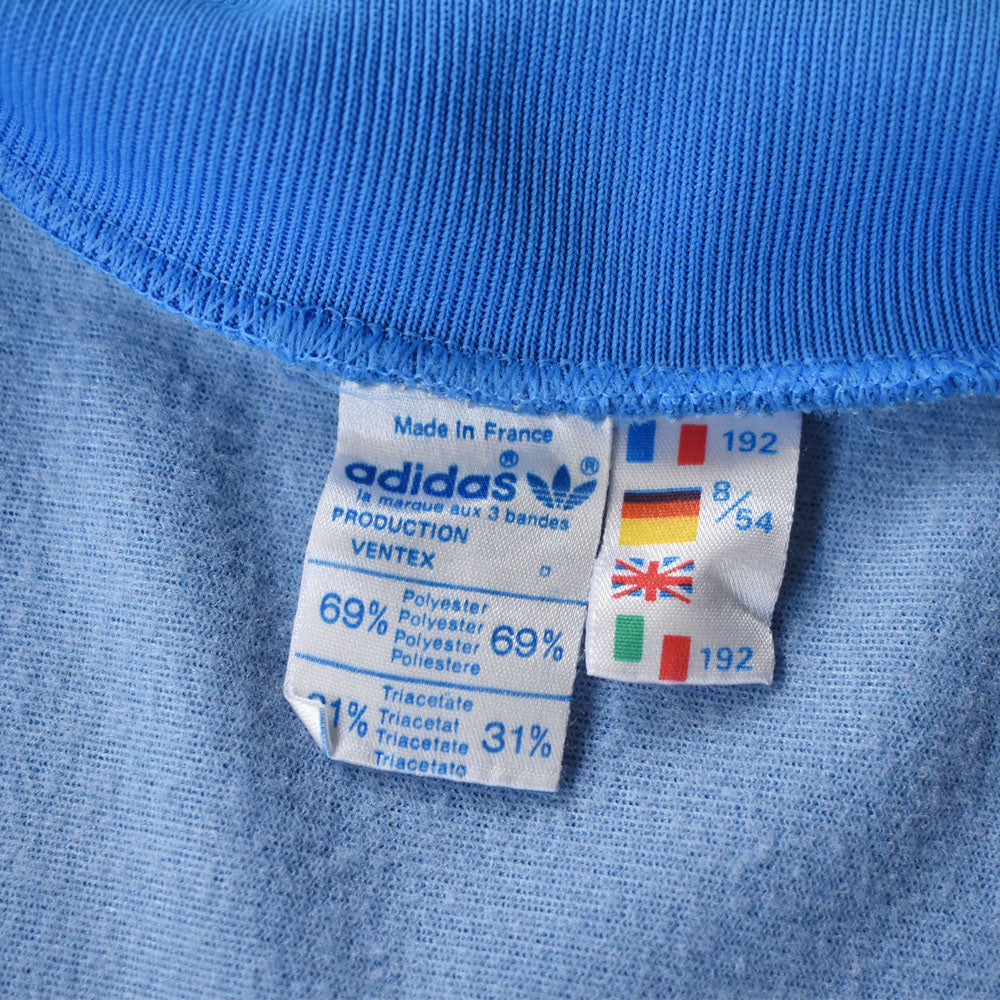 Made In France
adidas® ®
la marque aux 3 bandes
PRODUCTION
VENTEX
D
69% Polyester 69%
Polyester
Polyester
Poliestere
Triacetate
Triacetat 31%
Triacetate
Triacetato
192
8/54
192